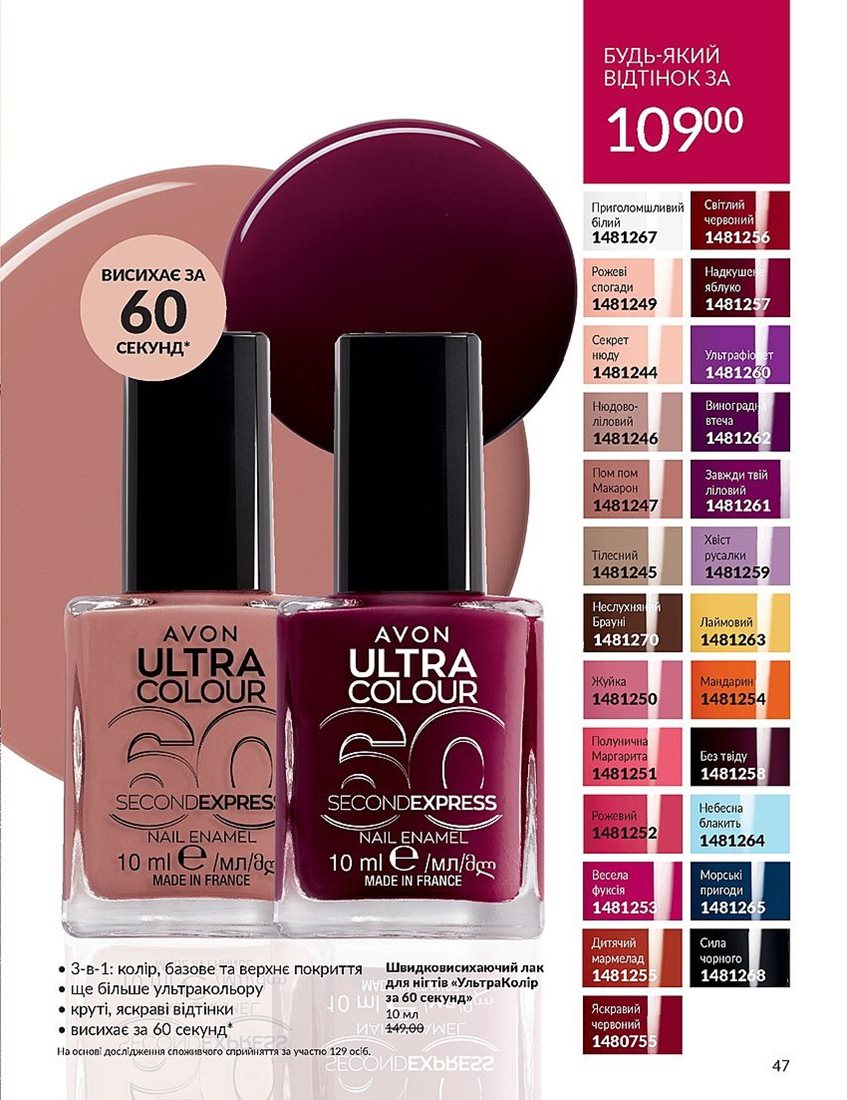 БУДЬ-ЯКИЙ
ВІДТІНОК ЗА
109⁰⁰
ВИСИХАЄ ЗА
60
СЕКУНД*
Приголомшливий
білий
1481267
Світлий
червоний
1481256
Рожеві
спогади
1481249
Надкушене
яблуко
1481257
Секрет
нюду
1481244
Ультрафіолет
1481260
Нюдово-
ліловий
1481246
Виноградна
втеча
1481262
Пом пом
Макарон
1481247
Завжди твій
ліловий
1481261
Тілесний
1481245
Хвіст
русалки
1481259
Неслухняний
Брауні
1481270
Лаймовий
1481263
Жуйка
1481250
Мандарин
1481254
Полунична
Маргарита
1481251
Без твіду
1481258
Рожевий
1481252
Небесна
блакить
1481264
Весела
фуксія
1481253
Морські
пригоди
1481265
Дитячий
мармелад
1481255
Сила
чорного
1481268
Яскравий
червоний
1480755
AVON
ULTRA
COLOUR
60
SECONDEXPRESS
NAIL ENAMEL
10 ml ℮ /мл/მლ
MADE IN FRANCE
AVON
ULTRA
COLOUR
60
SECONDEXPRESS
NAIL ENAMEL
10 ml ℮ /мл/მლ
MADE IN FRANCE
• 3-в-1: колір, базове та верхнє покриття
• ще більше ультракольору
• круті, яскраві відтінки
• висихає за 60 секунд*
Швидковисихаючий лак
для нігтів «УльтраКолір
за 60 секунд»
10 мл
149,00
На основі дослідження споживчого сприйняття за участю 129 осіб.
47